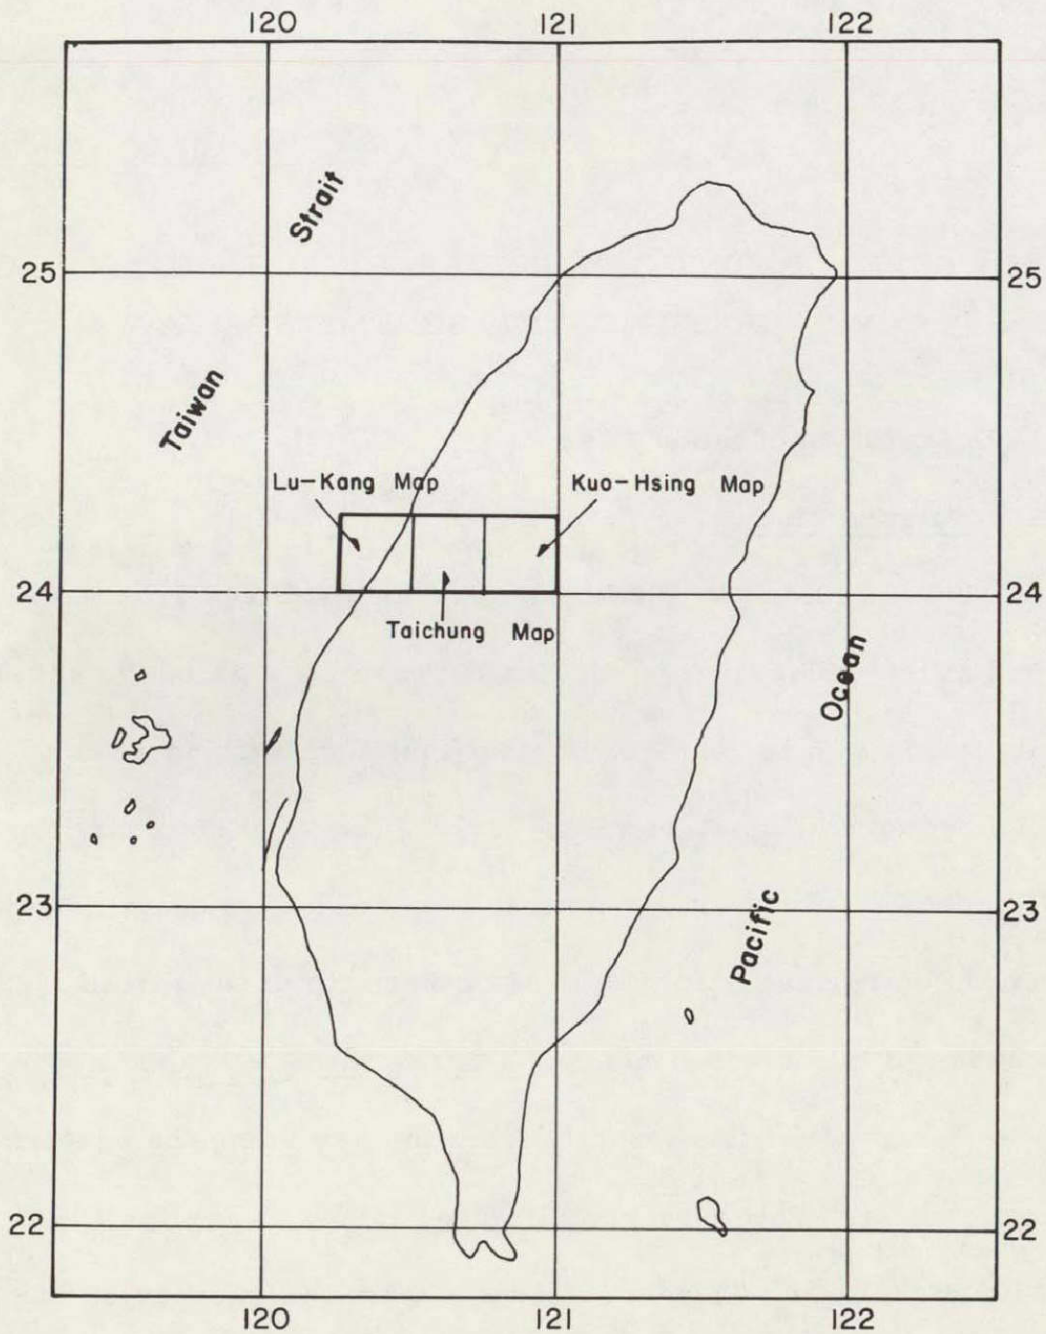 120 121 122
Strait
25 25
Taiwan
Lu-Kang Map Kuo-Hsing Map
24 24
Taichung Map
Ocean
23 23
Pacific
22 22
120 121 122